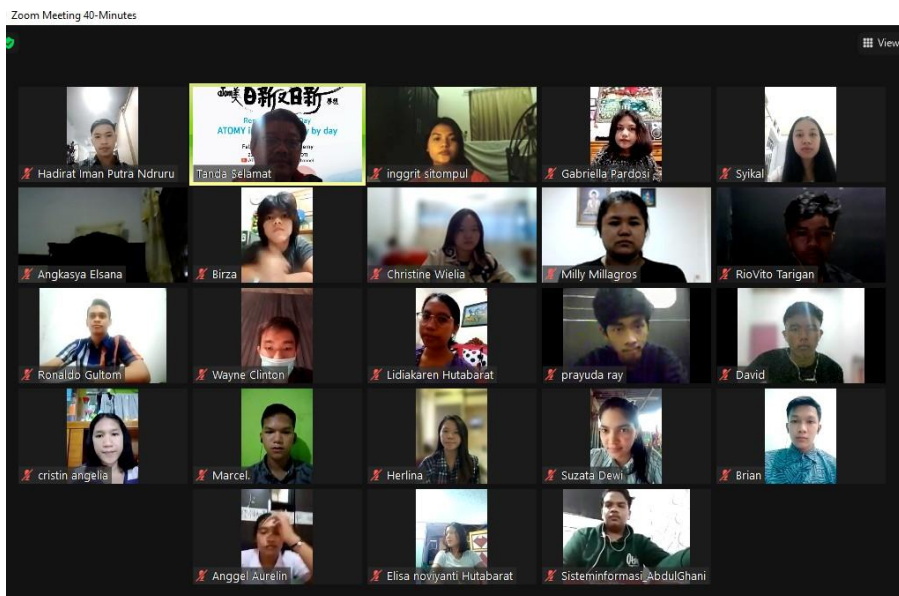 Zoom Meeting 40-Minutes
View
美 日新又日新
ATOMY
by day
Hadirat Iman Putra Ndruru
Tanda Selamat
inggrit sitompul
Gabriella Pardosi
Syikal
Angkasya Elsana
Birza
Christine Wielia
Milly Millagros
RioVito Tarigan
Ronaldo Gultom
Wayne Clinton
Lidiakaren Hutabarat
prayuda ray
David
cristin angelia
Marcel.
Herlina
Suzata Dewi
Brian
Anggel Aurelin
Elisa noviyanti Hutabarat
Sisteminformasi_AbdulGhani